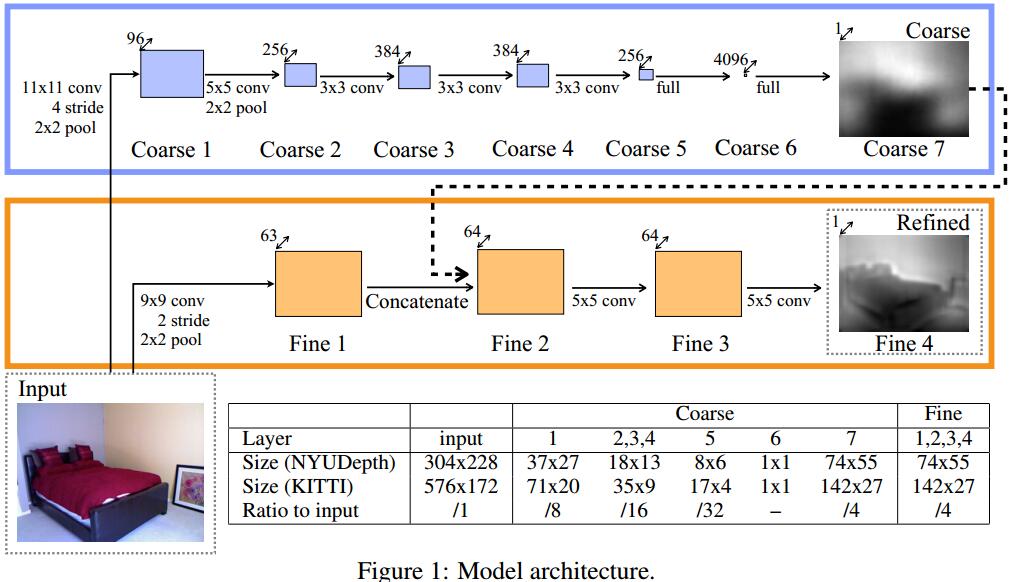 96
11x11 conv
4 stride
2x2 pool
5x5 conv
2x2 pool
256
3x3 conv
384
3x3 conv
384
3x3 conv
256
full
4096
full
1
Coarse
Coarse 1
Coarse 2
Coarse 3
Coarse 4
Coarse 5
Coarse 6
Coarse 7
9x9 conv
2 stride
2x2 pool
63
Concatenate
64
5x5 conv
64
5x5 conv
1
Refined
Fine 1
Fine 2
Fine 3
Fine 4
Input
Coarse Fine
Layer input 1 2,3,4 5 6 7 1,2,3,4
Size (NYUDepth) 304x228 37x27 18x13 8x6 1x1 74x55 74x55
Size (KITTI) 576x172 71x20 35x9 17x4 1x1 142x27 142x27
Ratio to input /1 /8 /16 /32 – /4 /4
Figure 1: Model architecture.